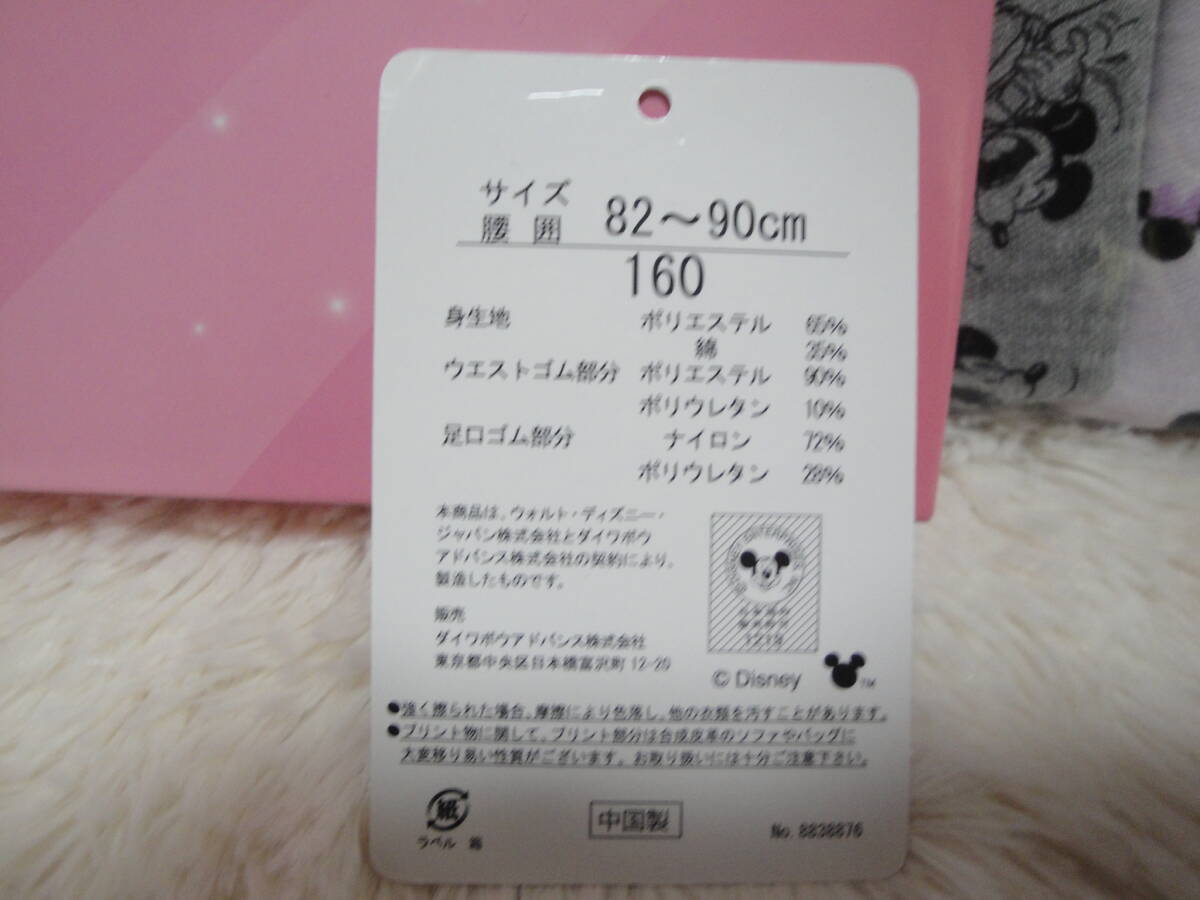 サイズ
腰囲 82～90cm
160
身生地 ポリエステル 65%
綿 35%
ウエストゴム部分 ポリエステル 90%
ポリウレタン 10%
足口ゴム部分 ナイロン 72%
ポリウレタン 28%
本商品は、ウォルト・ディズニー・
ジャパン株式会社とダイワボウ
アドバンス株式会社の契約により、
製造したものです。
販売
ダイワボウアドバンス株式会社
東京都中央区日本橋富沢町 12-20
© Disney
TM
●強く擦られた場合、摩擦により色落し、他の衣類を汚すことがあります。
●プリント物に関して、プリント部分は合成皮革のソファやバッグに
大変移り易い性質がございます。お取り扱いには十分ご注意下さい。
紙
ラベル
中国製
No. 8838876